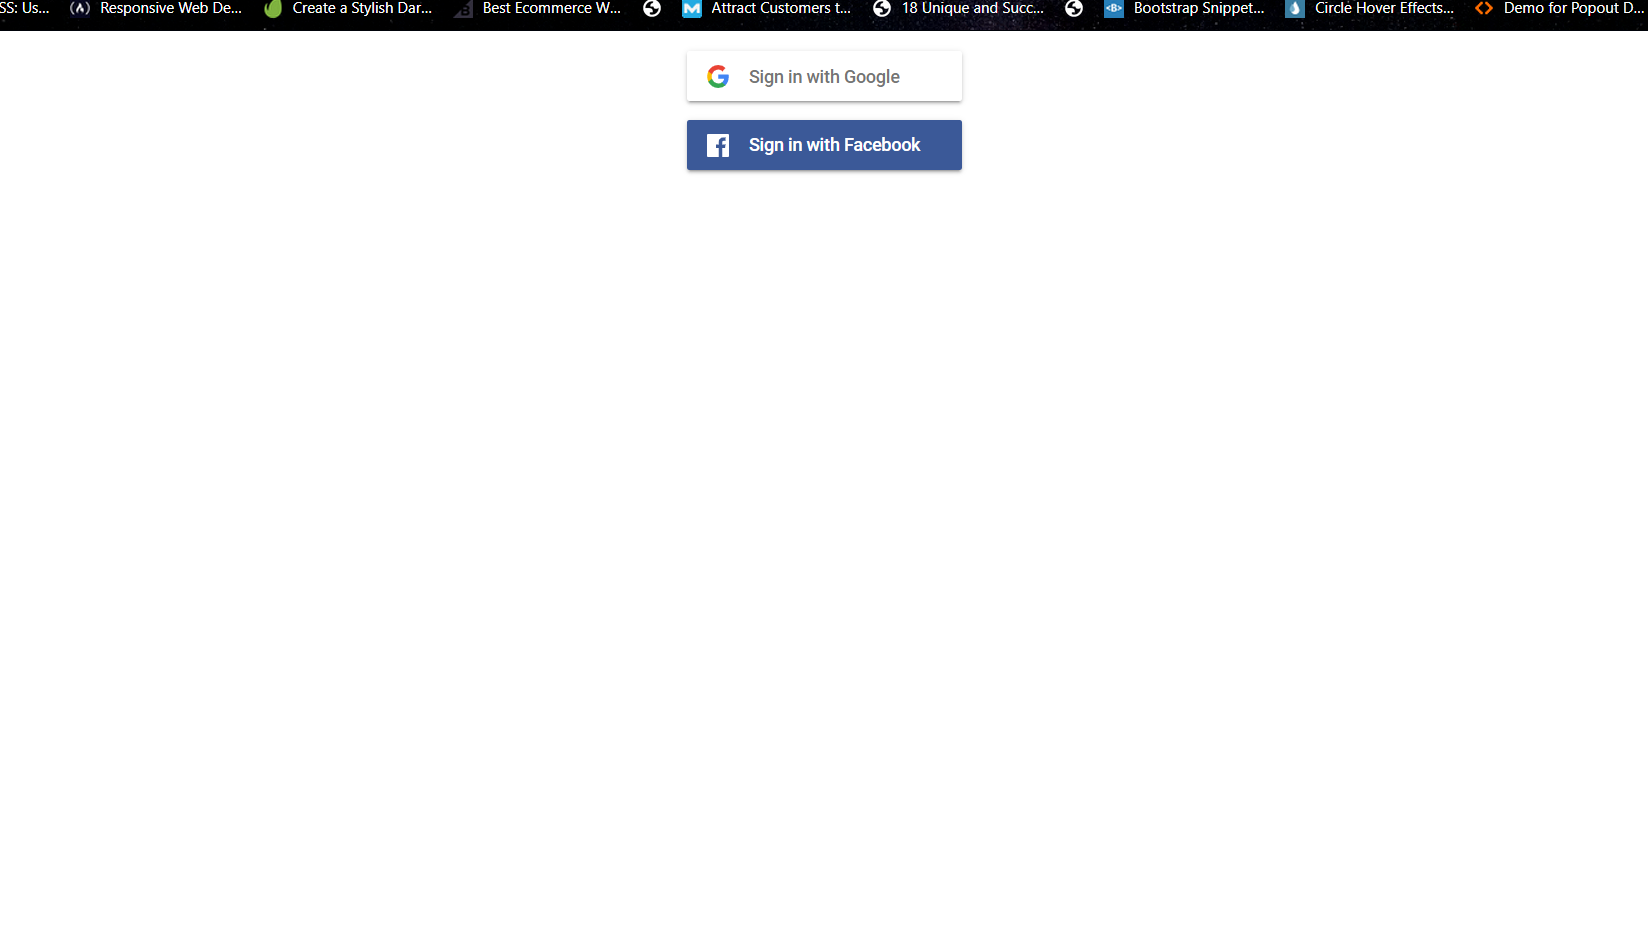 SS: Us... Responsive Web De... Create a Stylish Dar... Best Ecommerce W... Attract Customers t... 18 Unique and Succ... Bootstrap Snippet... Circle Hover Effects... Demo for Popout D...
Sign in with Google
Sign in with Facebook